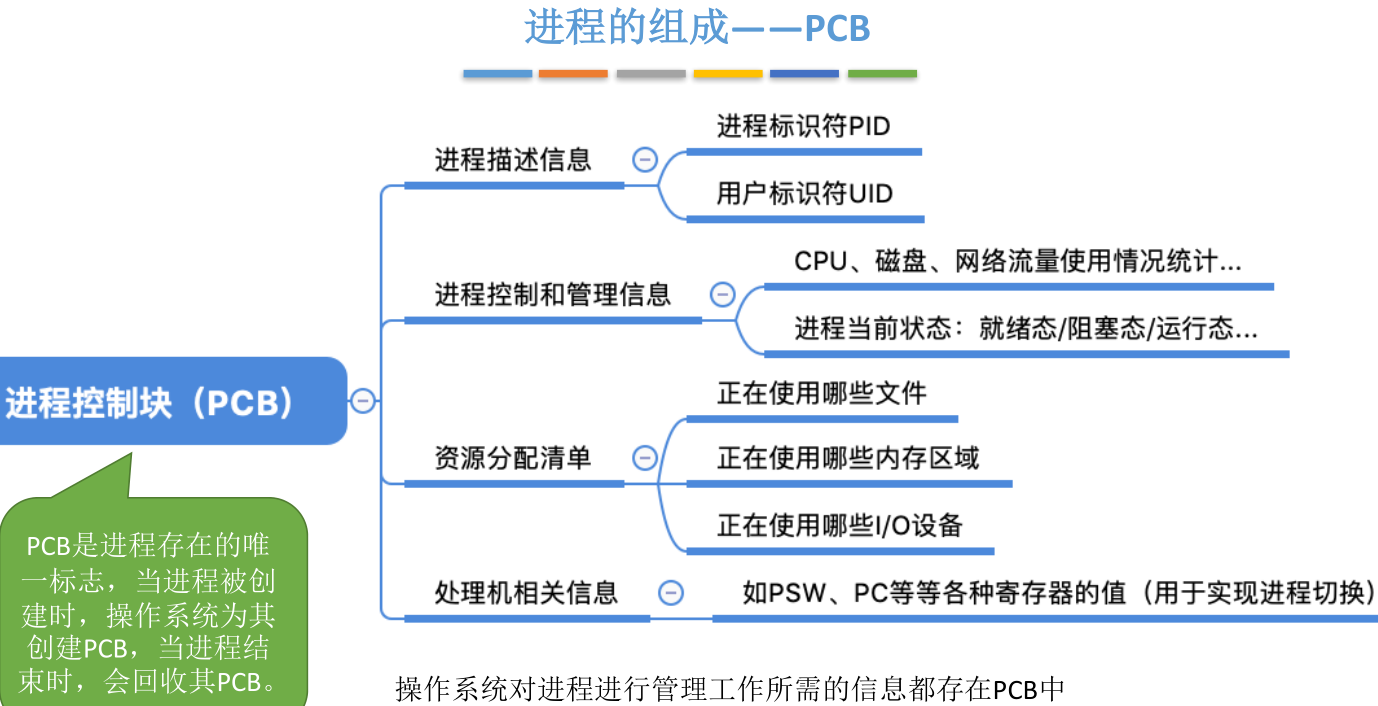 进程的组成——PCB
进程描述信息
进程标识符PID
用户标识符UID
进程控制和管理信息
CPU、磁盘、网络流量使用情况统计...
进程当前状态：就绪态/阻塞态/运行态...
进程控制块（PCB）
资源分配清单
正在使用哪些文件
正在使用哪些内存区域
正在使用哪些I/O设备
处理机相关信息
如PSW、PC等等各种寄存器的值（用于实现进程切换）
PCB是进程存在的唯
一标志，当进程被创
建时，操作系统为其
创建PCB，当进程结
束时，会回收其PCB。
操作系统对进程进行管理工作所需的信息都存在PCB中